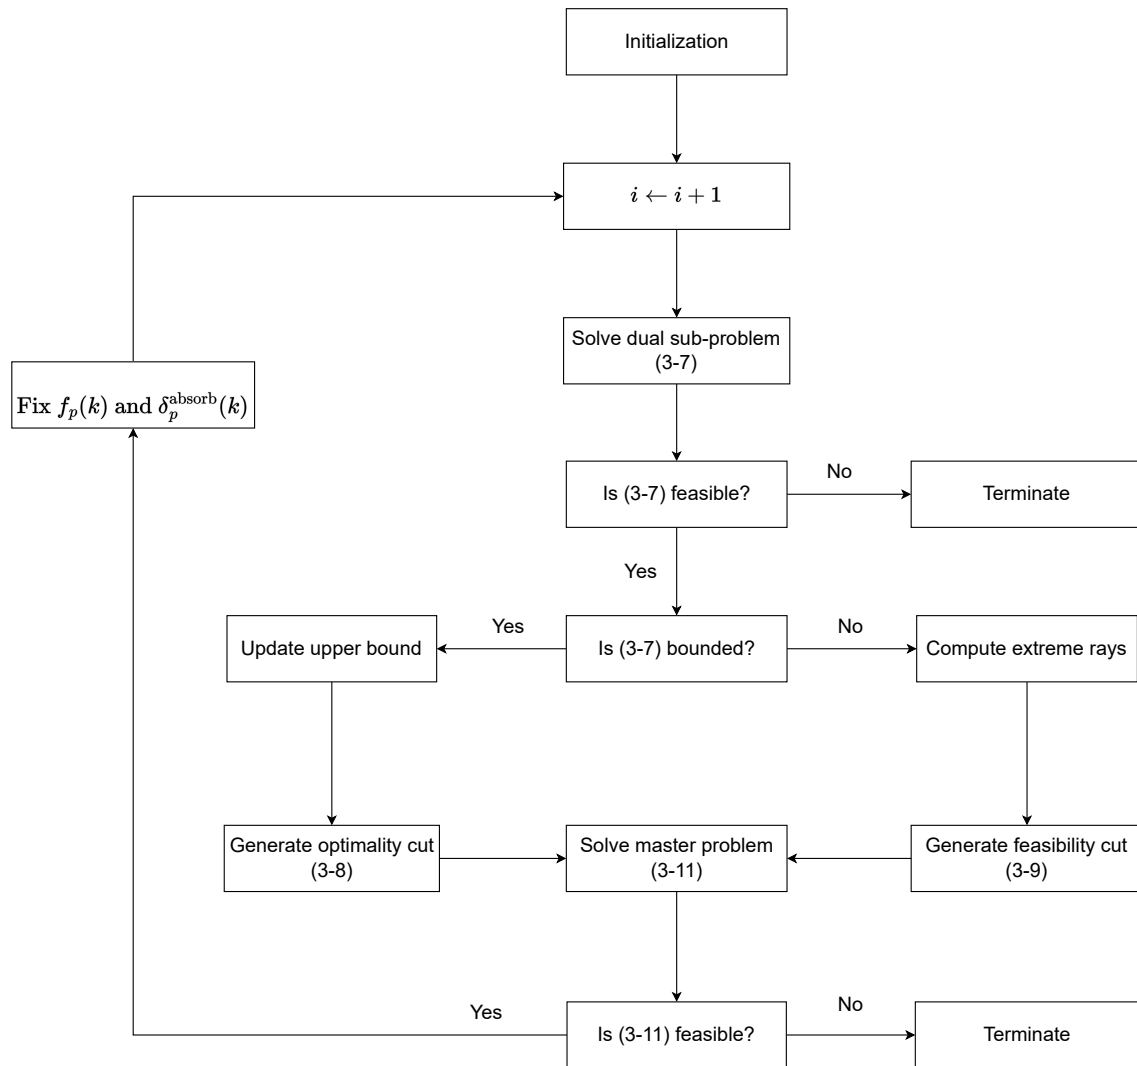 Initialization
i ← i + 1
Solve dual sub-problem
(3-7)
Fix f_p(k) and δ_p^absorb(k)
Is (3-7) feasible?
No
Terminate
Yes
Update upper bound
Yes
Is (3-7) bounded?
No
Compute extreme rays
Generate optimality cut
(3-8)
Solve master problem
(3-11)
Generate feasibility cut
(3-9)
Yes
Is (3-11) feasible?
No
Terminate